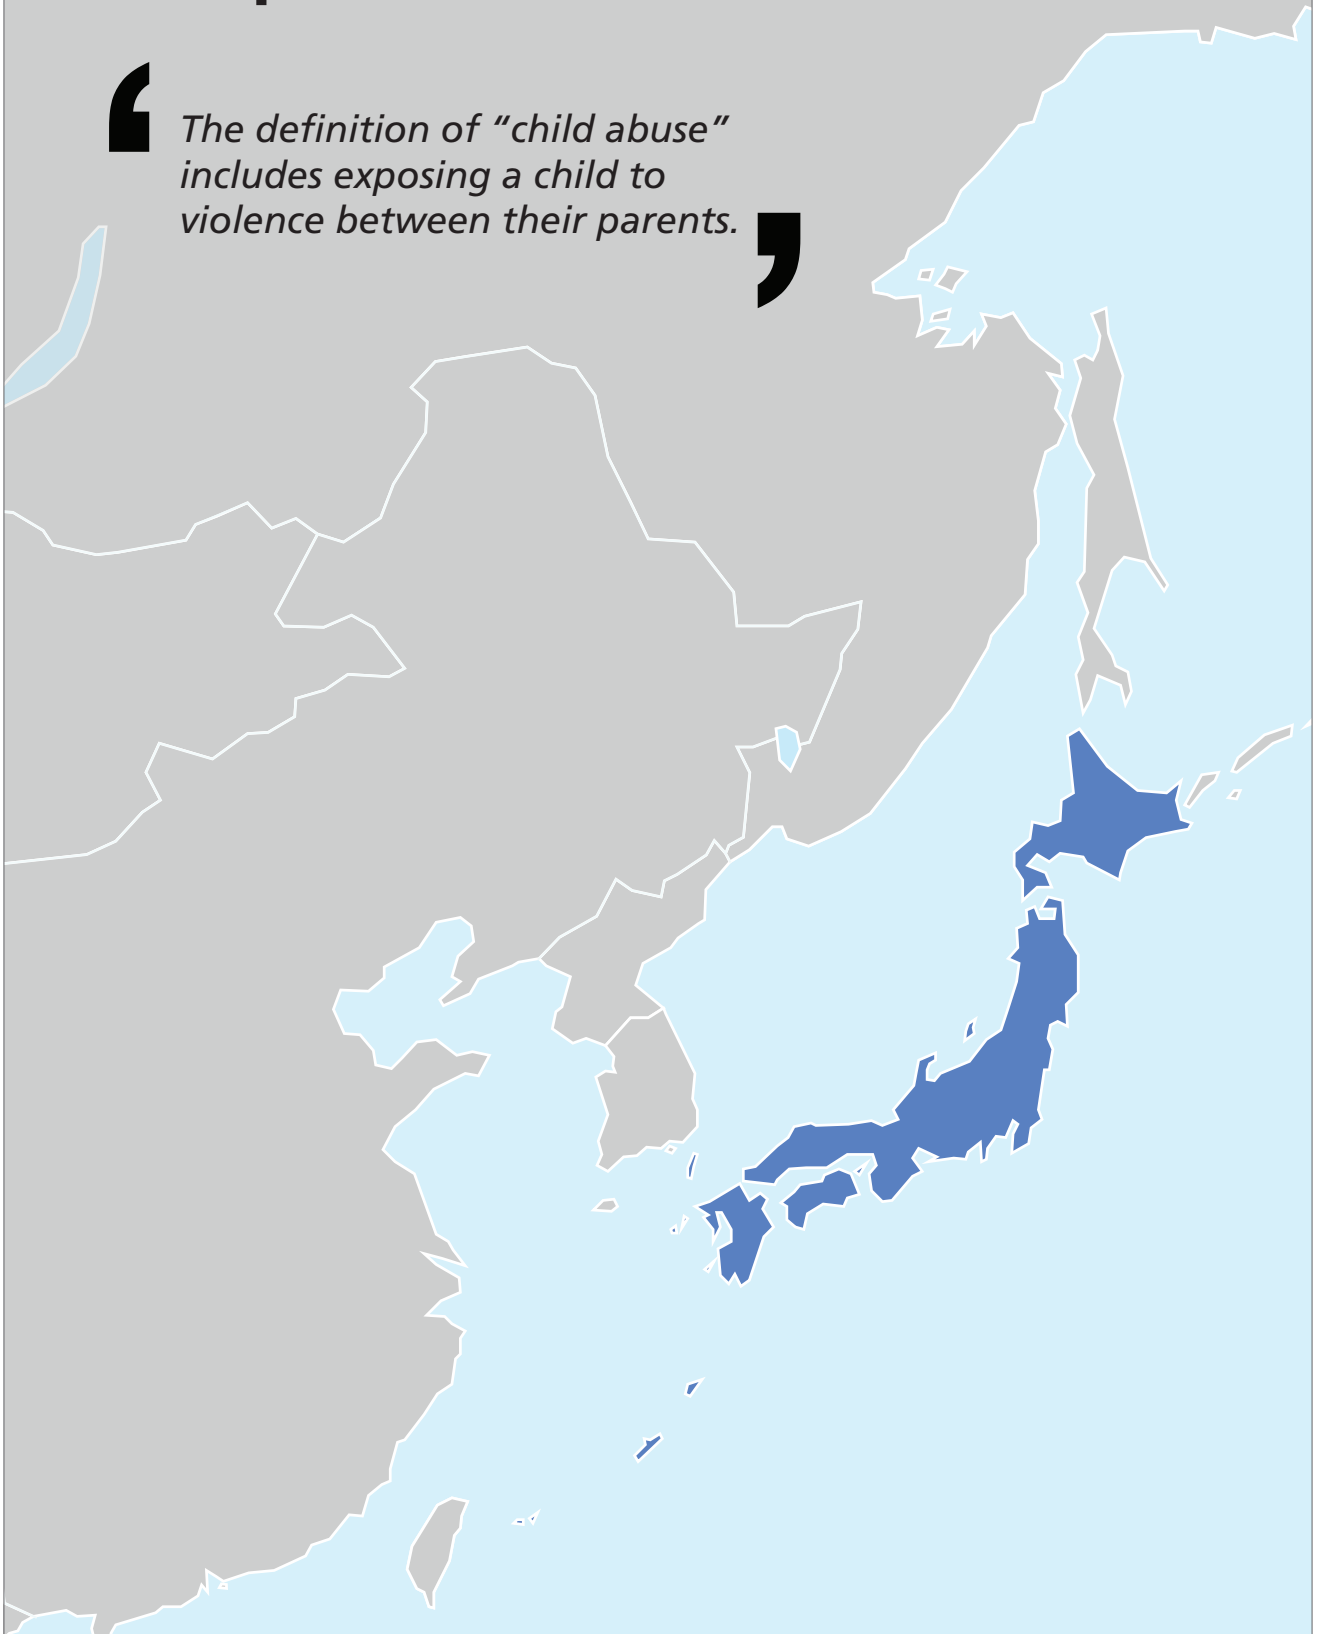 ‘
The definition of “child abuse”
includes exposing a child to
violence between their parents.
’